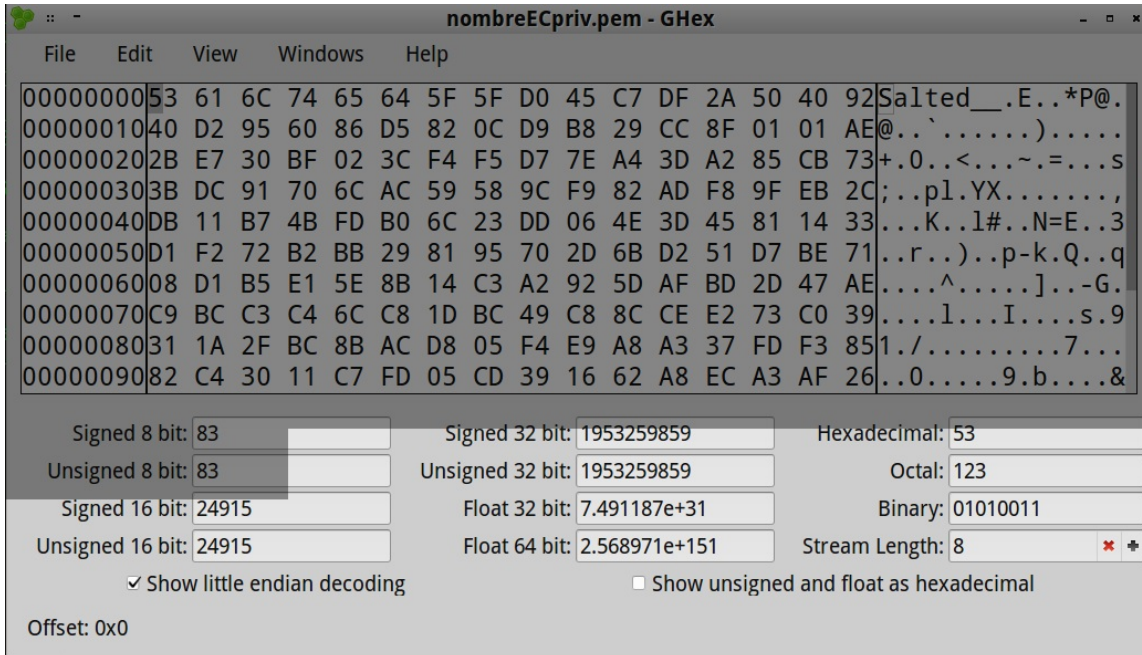 nombreECpriv.pem - GHex
File Edit View Windows Help
00000000 53 61 6C 74 65 64 5F 5F D0 45 C7 DF 2A 50 40 92 Salted__.E..*P@.
00000010 40 D2 95 60 86 D5 82 0C D9 B8 29 CC 8F 01 01 AE @..`......).....
00000020 2B E7 30 BF 02 3C F4 F5 D7 7E A4 3D A2 85 CB 73 +.0..<...~.=...s
00000030 3B DC 91 70 6C AC 59 58 9C F9 82 AD F8 9F EB 2C ;..pl.YX.......,
00000040 DB 11 B7 4B FD B0 6C 23 DD 06 4E 3D 45 81 14 33 ...K..l#..N=E..3
00000050 D1 F2 72 B2 BB 29 81 95 70 2D 6B D2 51 D7 BE 71 ..r..)..p-k.Q..q
00000060 08 D1 B5 E1 5E 8B 14 C3 A2 92 5D AF BD 2D 47 AE ....^.....]..-G.
00000070 C9 BC C3 C4 6C C8 1D BC 49 C8 8C CE E2 73 C0 39 ....l...I....s.9
00000080 31 1A 2F BC 8B AC D8 05 F4 E9 A8 A3 37 FD F3 85 1./.........7...
00000090 82 C4 30 11 C7 FD 05 CD 39 16 62 A8 EC A3 AF 26 ..0.....9.b....&
Signed 8 bit: 83 Signed 32 bit: 1953259859 Hexadecimal: 53
Unsigned 8 bit: 83 Unsigned 32 bit: 1953259859 Octal: 123
Signed 16 bit: 24915 Float 32 bit: 7.491187e+31 Binary: 01010011
Unsigned 16 bit: 24915 Float 64 bit: 2.568971e+151 Stream Length: 8
Show little endian decoding Show unsigned and float as hexadecimal
Offset: 0x0